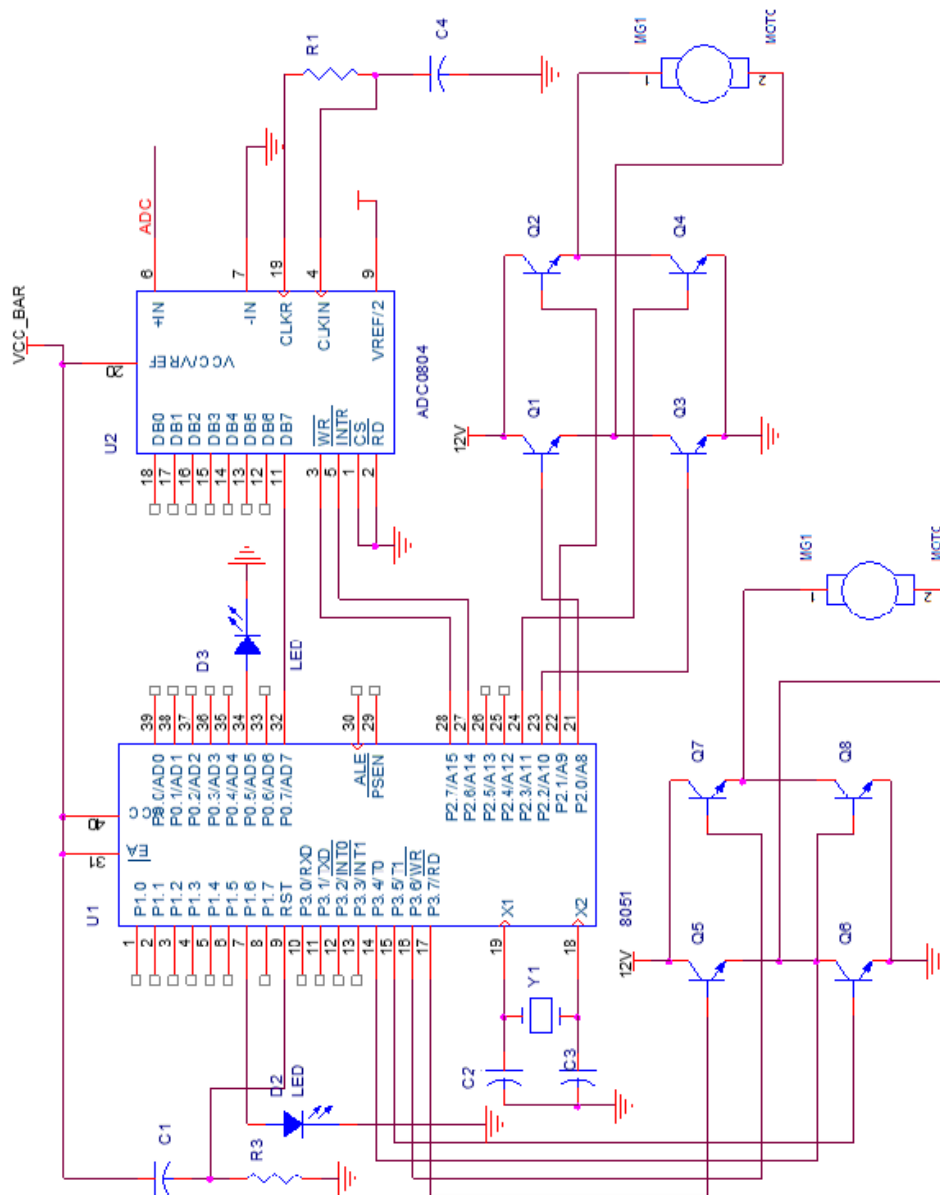 VCC_BAR
U2
ADC0804
20
VCC/VREF
6
+IN
ADC
7
-IN
19
CLKR
4
CLKIN
9
VREF/2
18
DB0
17
DB1
16
DB2
15
DB3
14
DB4
13
DB5
12
DB6
11
DB7
3
WR
5
INTR
1
CS
2
RD
R1
C4
MG1
MOTO
1
2
12V
Q1
Q2
Q3
Q4
D3
LED
U1
8051
31
EA
1
P1.0
2
P1.1
3
P1.2
4
P1.3
5
P1.4
6
P1.5
7
P1.6
8
P1.7
9
RST
10
P3.0/RXD
11
P3.1/TXD
12
P3.2/INT0
13
P3.3/INT1
14
P3.4/T0
15
P3.5/T1
16
P3.6/WR
17
P3.7/RD
39
P0.0/AD0
38
P0.1/AD1
37
P0.2/AD2
36
P0.3/AD3
35
P0.4/AD4
34
P0.5/AD5
33
P0.6/AD6
32
P0.7/AD7
30
ALE
29
PSEN
28
P2.7/A15
27
P2.6/A14
26
P2.5/A13
25
P2.4/A12
24
P2.3/A11
23
P2.2/A10
22
P2.1/A9
21
P2.0/A8
19
X1
18
X2
Y1
C2
C3
C1
R3
D2
LED
12V
Q5
Q6
Q7
Q8
MG1
MOTO
1
2